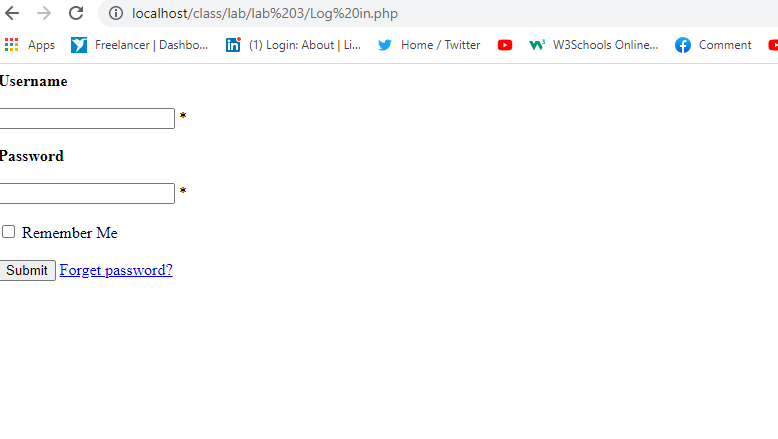 localhost/class/lab/lab%203/Log%20in.php
Apps Freelancer | Dashbo... (1) Login: About | Li... Home / Twitter W3Schools Online... Comment
Username
*
Password
*
Remember Me
Submit Forget password?